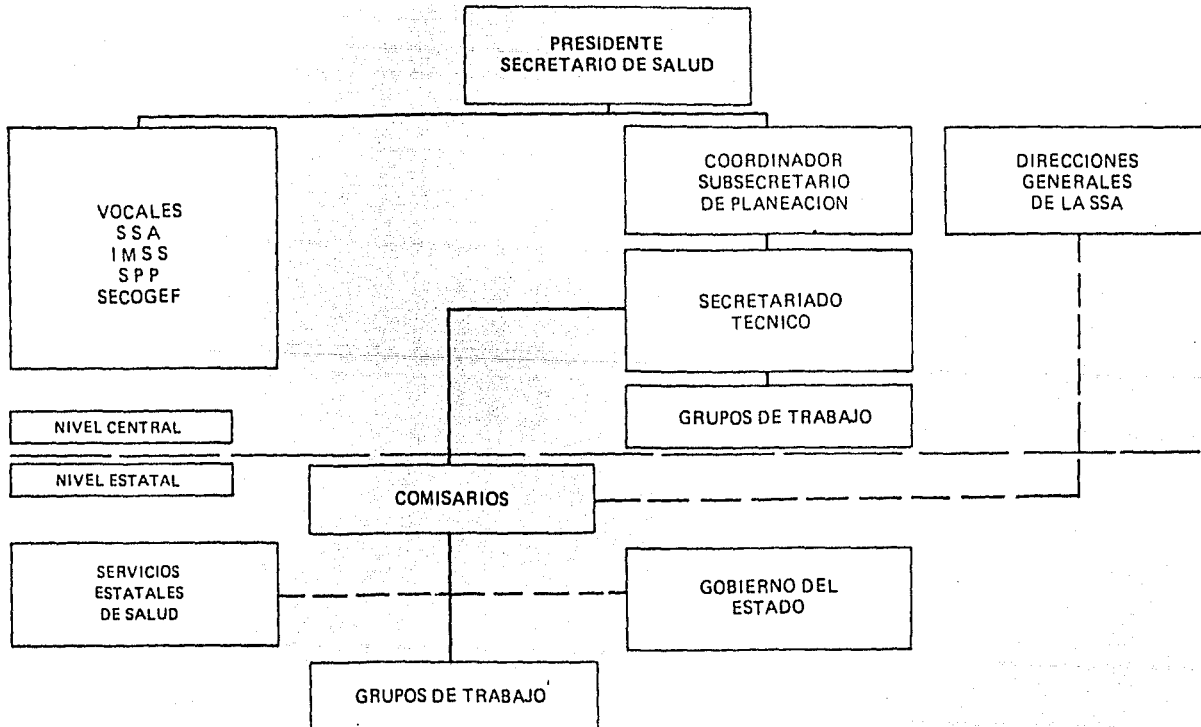 PRESIDENTE
SECRETARIO DE SALUD
VOCALES
S S A
I M S S
S P P
SECOGEF
COORDINADOR
SUBSECRETARIO
DE PLANEACION
DIRECCIONES
GENERALES
DE LA SSA
SECRETARIADO
TECNICO
GRUPOS DE TRABAJO
NIVEL CENTRAL
NIVEL ESTATAL
COMISARIOS
SERVICIOS
ESTATALES
DE SALUD
GOBIERNO DEL
ESTADO
GRUPOS DE TRABAJO